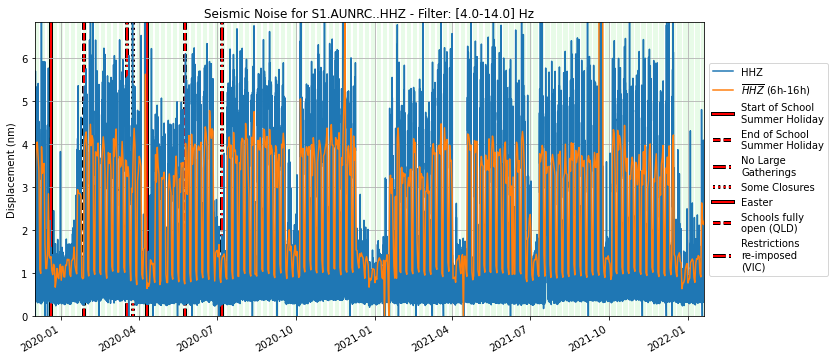 Seismic Noise for S1.AUNRC..HHZ - Filter: [4.0-14.0] Hz
Displacement (nm)
6
5
4
3
2
1
0
2020-01
2020-04
2020-07
2020-10
2021-01
2021-04
2021-07
2021-10
2022-01
HHZ
HHZ (6h-16h)
Start of School
Summer Holiday
End of School
Summer Holiday
No Large
Gatherings
Some Closures
Easter
Schools fully
open (QLD)
Restrictions
re-imposed
(VIC)